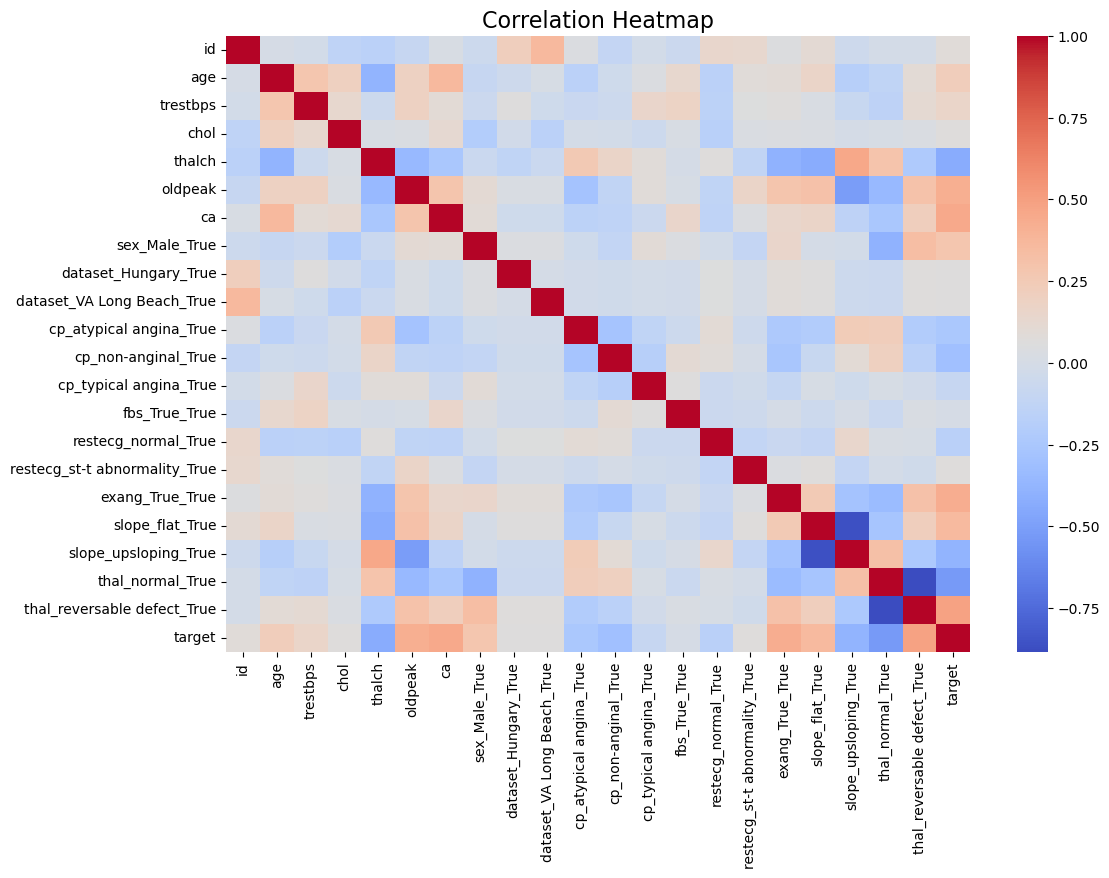 Correlation Heatmap
id
age
trestbps
chol
thalch
oldpeak
ca
sex_Male_True
dataset_Hungary_True
dataset_VA Long Beach_True
cp_atypical angina_True
cp_non-anginal_True
cp_typical angina_True
fbs_True_True
restecg_normal_True
restecg_st-t abnormality_True
exang_True_True
slope_flat_True
slope_upsloping_True
thal_normal_True
thal_reversable defect_True
target
id
age
trestbps
chol
thalch
oldpeak
ca
sex_Male_True
dataset_Hungary_True
dataset_VA Long Beach_True
cp_atypical angina_True
cp_non-anginal_True
cp_typical angina_True
fbs_True_True
restecg_normal_True
restecg_st-t abnormality_True
exang_True_True
slope_flat_True
slope_upsloping_True
thal_normal_True
thal_reversable defect_True
target
1.00
0.75
0.50
0.25
0.00
−0.25
−0.50
−0.75